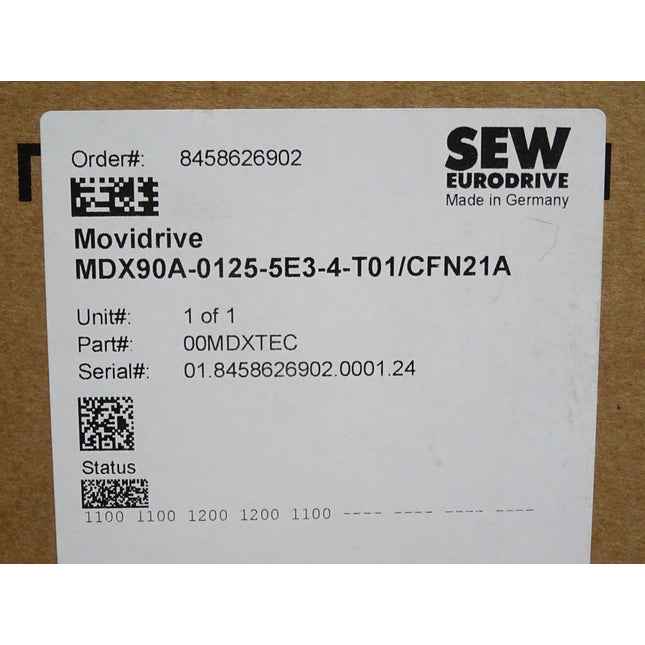 Order#: 8458626902
SEW
EURODRIVE
Made in Germany
Movidrive
MDX90A-0125-5E3-4-T01/CFN21A
Unit#: 1 of 1
Part#: 00MDXTEC
Serial#: 01.8458626902.0001.24
Status
1100 1100 1200 1200 1100 ---- ---- ---- ----